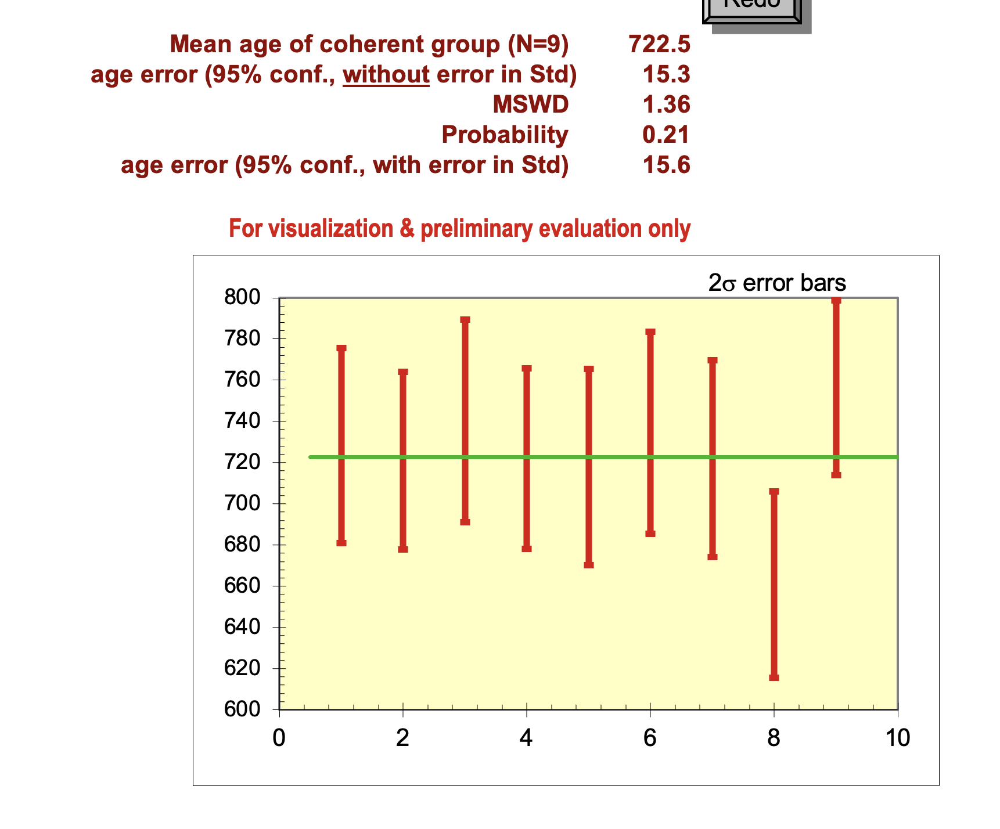 Redo
Mean age of coherent group (N=9) 722.5
age error (95% conf., without error in Std) 15.3
MSWD 1.36
Probability 0.21
age error (95% conf., with error in Std) 15.6
For visualization & preliminary evaluation only
2σ error bars
800
780
760
740
720
700
680
660
640
620
600
0 2 4 6 8 10